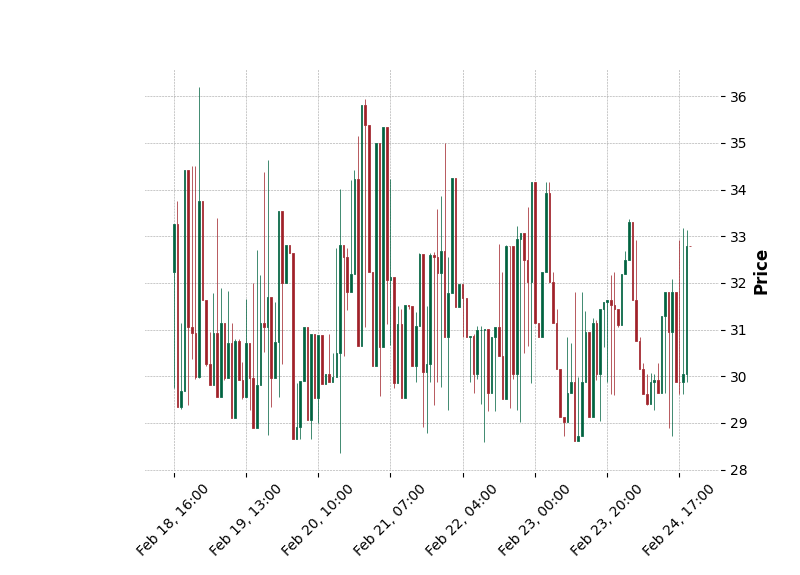 36
35
34
33
32
31
30
29
28
Price
Feb 18, 16:00
Feb 19, 13:00
Feb 20, 10:00
Feb 21, 07:00
Feb 22, 04:00
Feb 23, 00:00
Feb 23, 20:00
Feb 24, 17:00